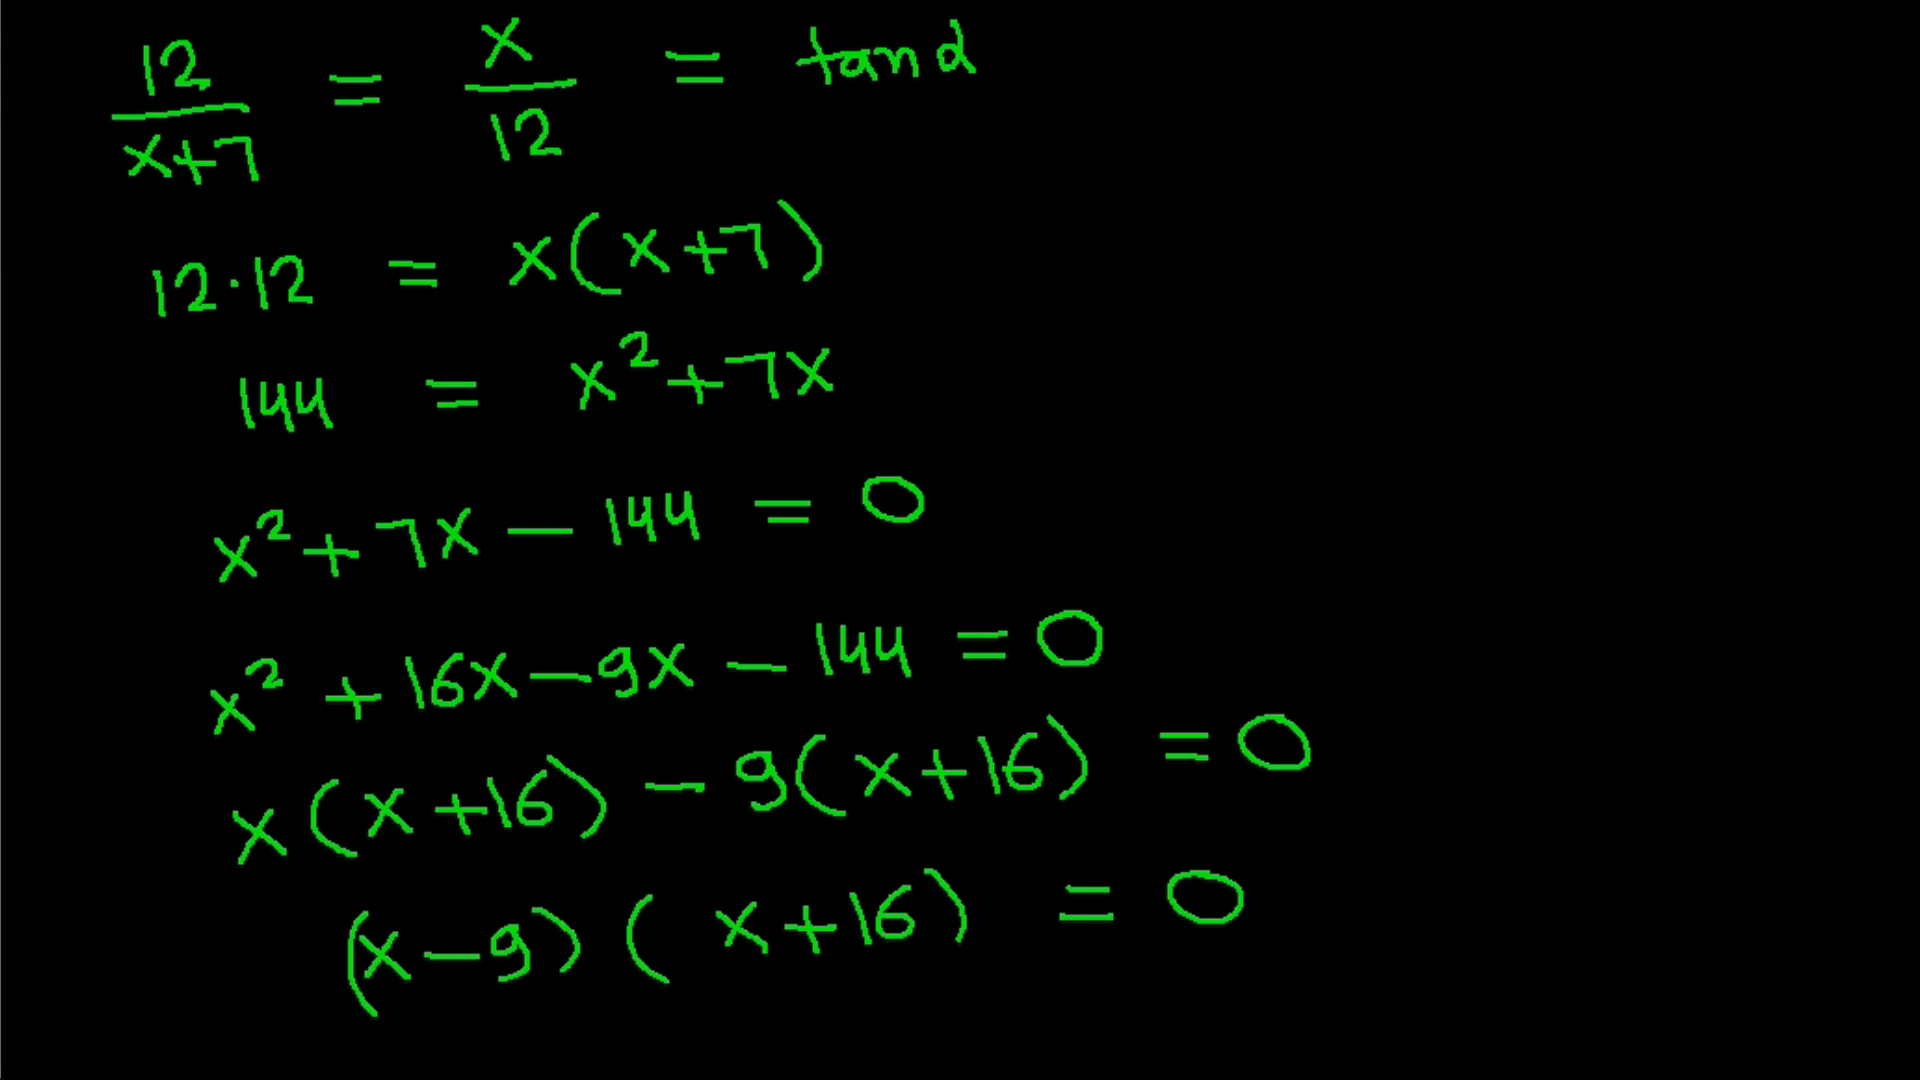 12/(x+7) = x/12 = tan α
12·12 = x(x+7)
144 = x² + 7x
x² + 7x − 144 = 0
x² + 16x − 9x − 144 = 0
x(x+16) − 9(x+16) = 0
(x−9)(x+16) = 0